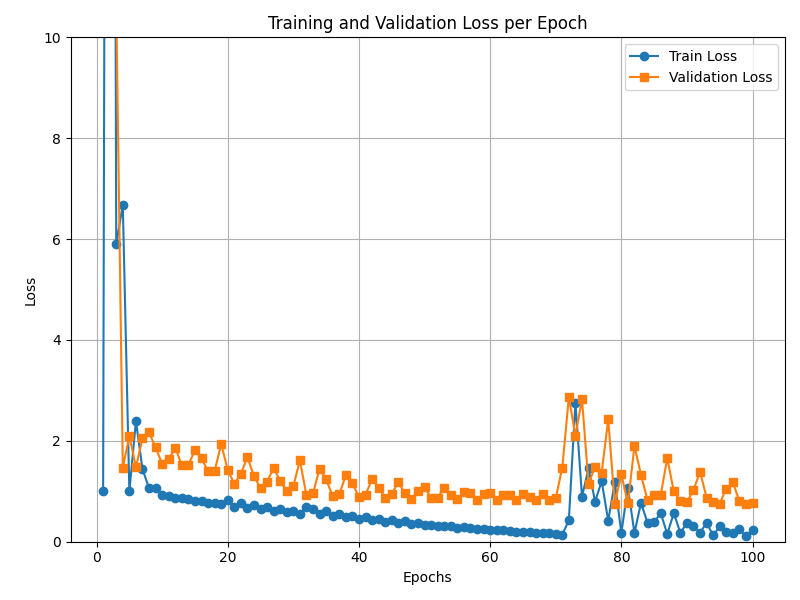 Training and Validation Loss per Epoch
Train Loss
Validation Loss
Loss
10
8
6
4
2
0
0 20 40 60 80 100
Epochs